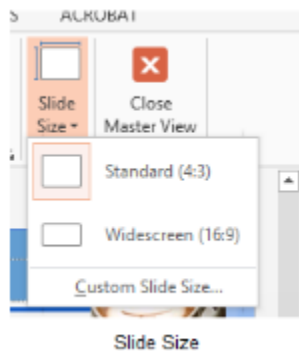 ACROBAT
Slide
Size
Close
Master View
Standard (4:3)
Widescreen (16:9)
Custom Slide Size...
Slide Size